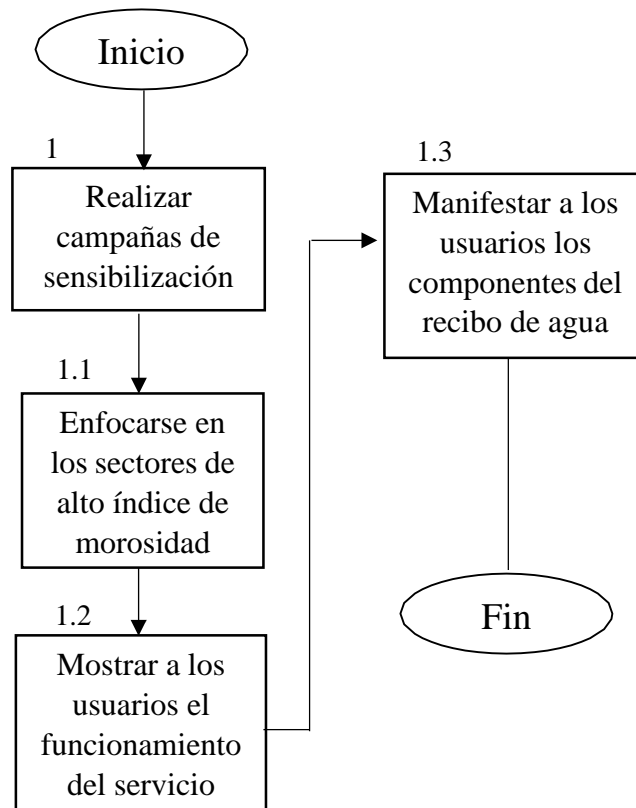 Inicio
1
Realizar
campañas de
sensibilización
1.1
Enfocarse en
los sectores de
alto índice de
morosidad
1.2
Mostrar a los
usuarios el
funcionamiento
del servicio
1.3
Manifestar a los
usuarios los
componentes del
recibo de agua
Fin